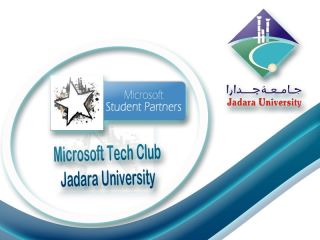 Microsoft
Student Partners
جامعة جدارا
Jadara University
Microsoft Tech Club
Jadara University